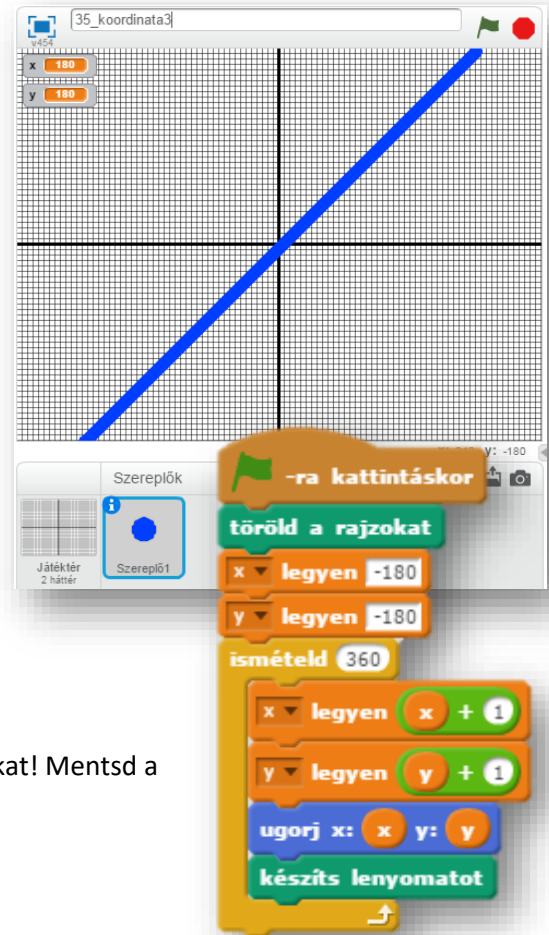 35_koordinata3
v454
x 180
y 180
y: -180
Szereplők
Játéktér
2 háttér
Szereplő1
-ra kattintáskor
töröld a rajzokat
x legyen -180
y legyen -180
ismételd 360
x legyen x + 1
y legyen y + 1
kat! Mentsd a
ugorj x: x y: y
készíts lenyomatot